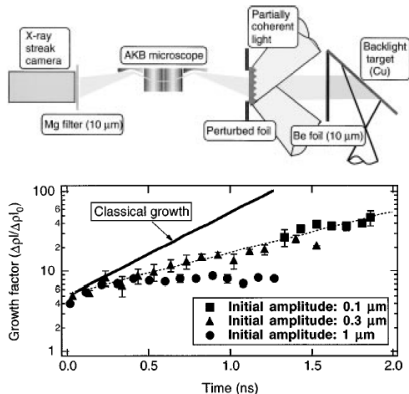 X-ray
streak
camera
AKB microscope
Partially
coherent
light
Backlight
target
(Cu)
Mg filter (10 μm)
Perturbed foil
Be foil (10 μm)
Growth factor (Δρl/Δρl₀)
100
6
4
2
10
6
4
2
1
Classical growth
Initial amplitude: 0.1 μm
Initial amplitude: 0.3 μm
Initial amplitude: 1 μm
0.0
0.5
1.0
1.5
2.0
Time (ns)